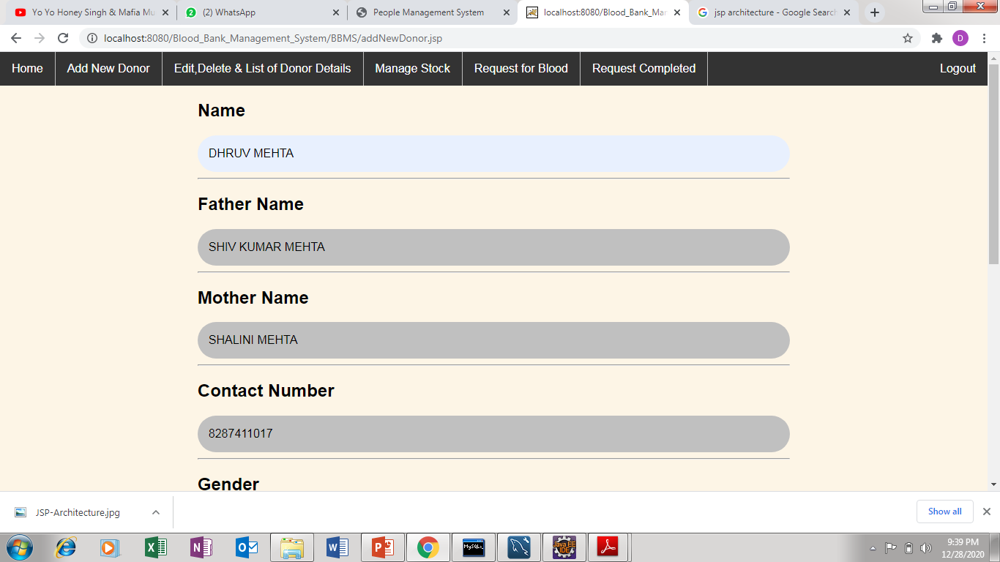 Yo Yo Honey Singh & Mafia Mu
(2) WhatsApp
People Management System
localhost:8080/Blood_Bank_Mar
jsp architecture - Google Search
localhost:8080/Blood_Bank_Management_System/BBMS/addNewDonor.jsp
D
Home
Add New Donor
Edit,Delete & List of Donor Details
Manage Stock
Request for Blood
Request Completed
Logout
Name
DHRUV MEHTA
Father Name
SHIV KUMAR MEHTA
Mother Name
SHALINI MEHTA
Contact Number
8287411017
Gender
JSP-Architecture.jpg
Show all
MySQL
Java EE
IDE
9:39 PM
12/28/2020